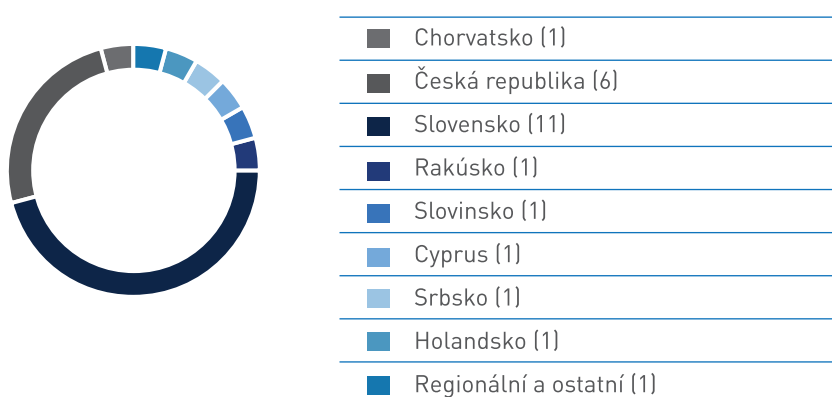 Chorvatsko (1)
Česká republika (6)
Slovensko (11)
Rakúsko (1)
Slovinsko (1)
Cyprus (1)
Srbsko (1)
Holandsko (1)
Regionální a ostatní (1)